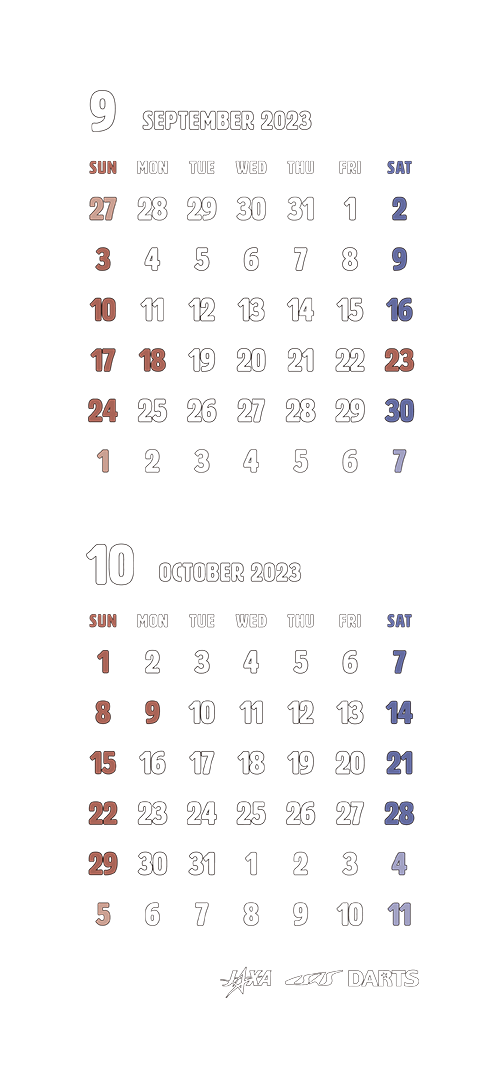 9 SEPTEMBER 2023
SUN MON TUE WED THU FRI SAT
27 28 29 30 31 1 2
3 4 5 6 7 8 9
10 11 12 13 14 15 16
17 18 19 20 21 22 23
24 25 26 27 28 29 30
1 2 3 4 5 6 7
10 OCTOBER 2023
SUN MON TUE WED THU FRI SAT
1 2 3 4 5 6 7
8 9 10 11 12 13 14
15 16 17 18 19 20 21
22 23 24 25 26 27 28
29 30 31 1 2 3 4
5 6 7 8 9 10 11
JAXA ISAS DARTS